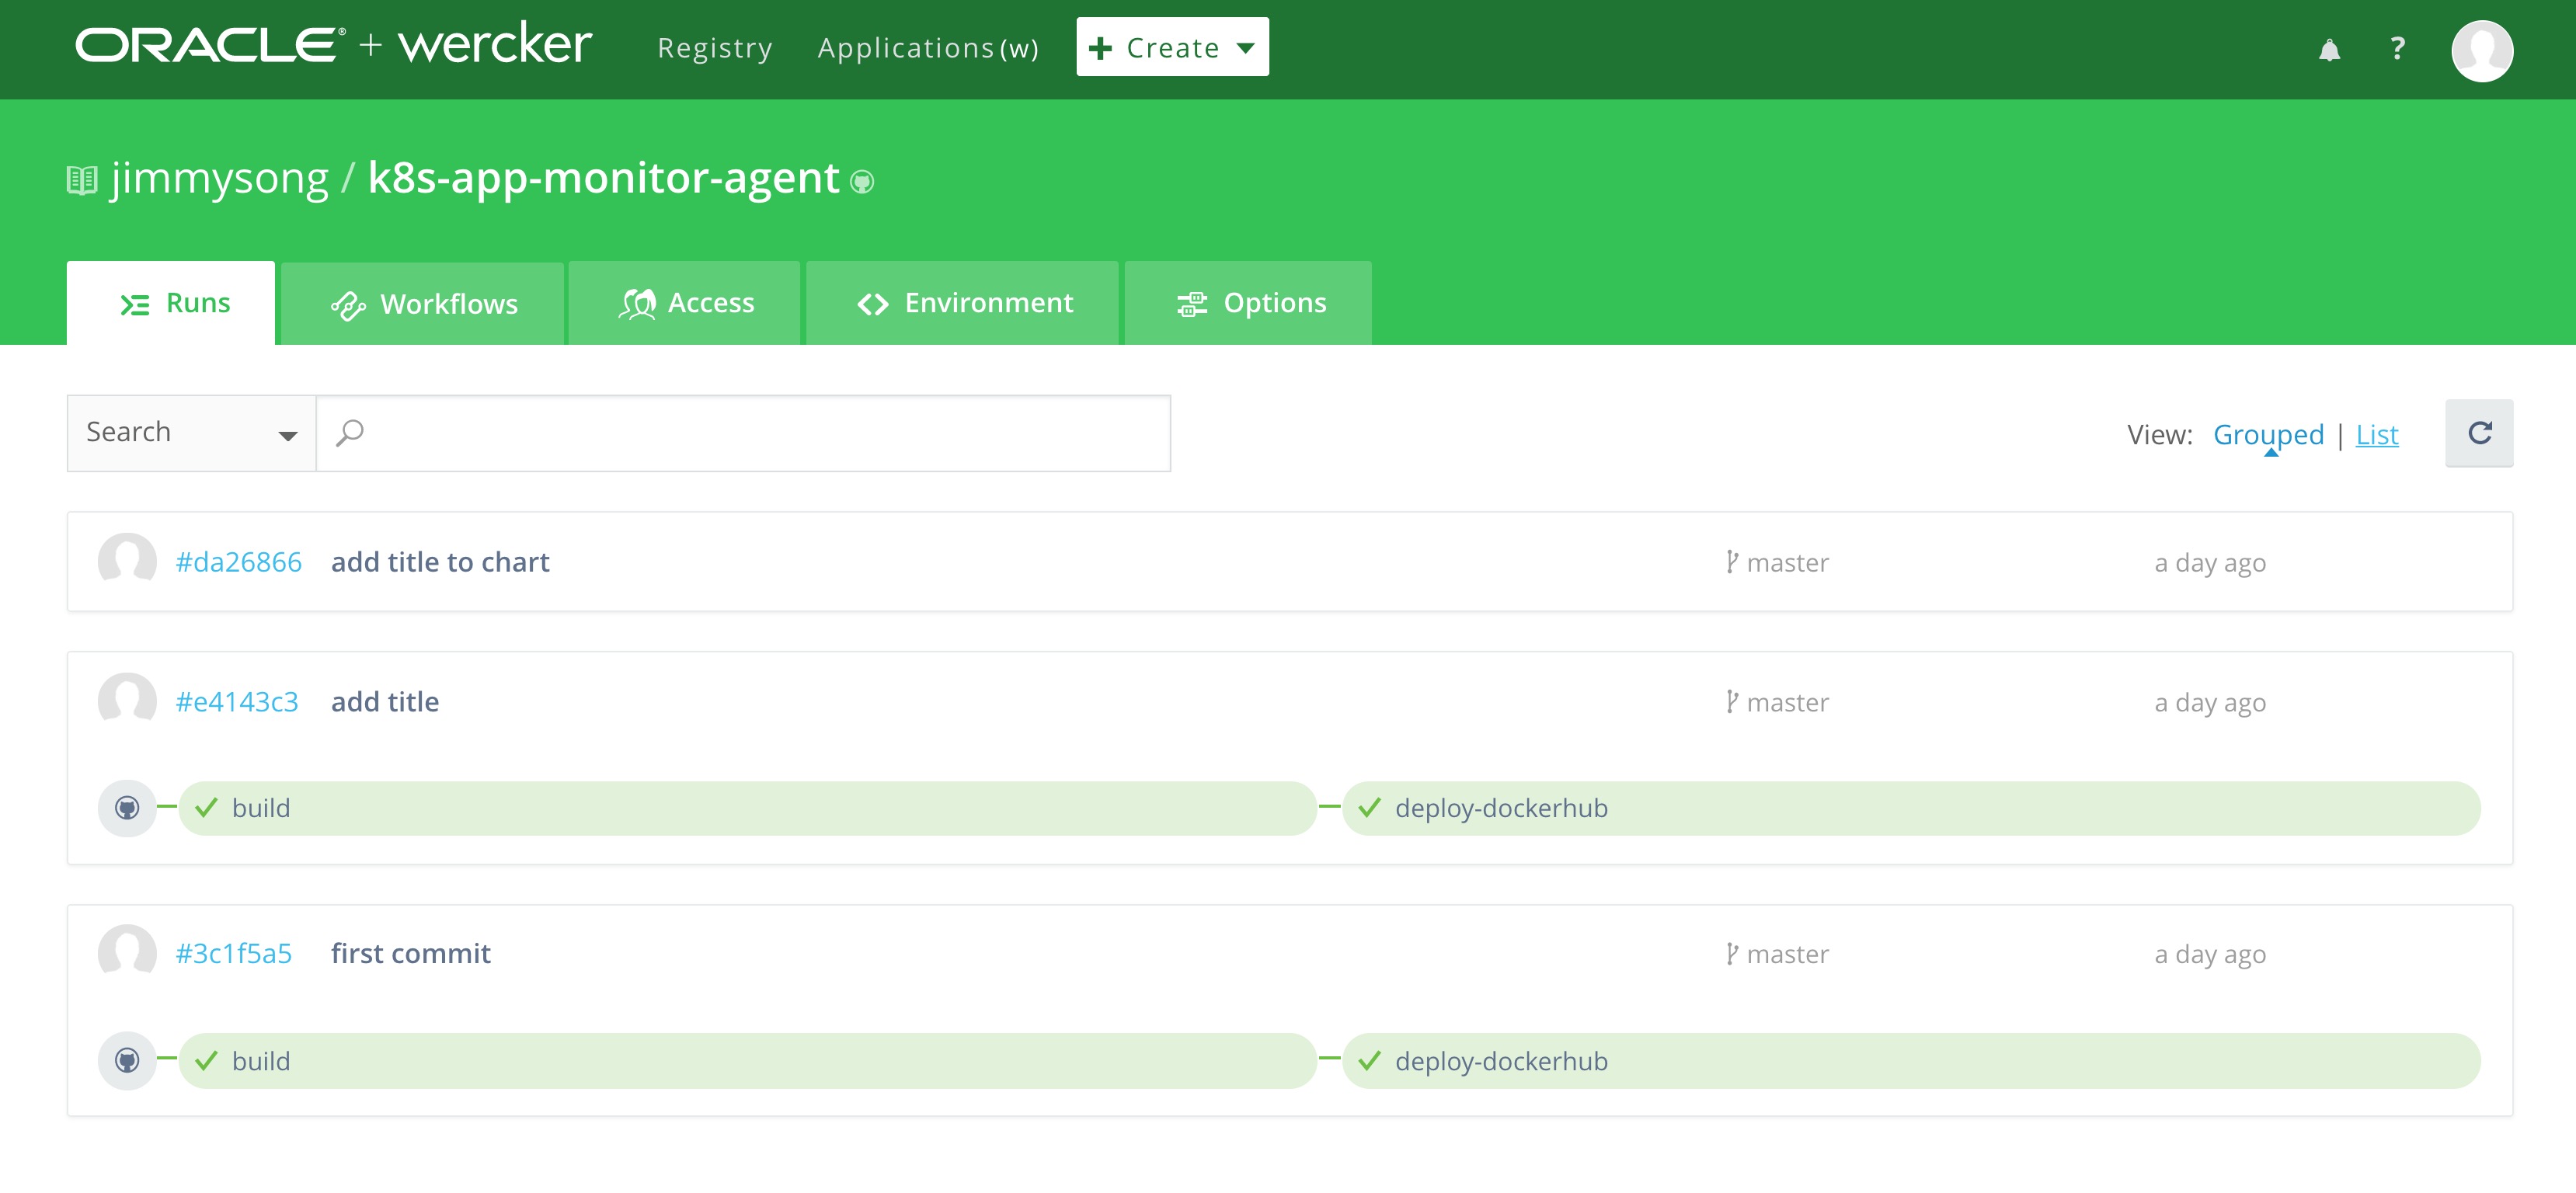 ORACLE® + wercker Registry Applications (w) + Create ?
jimmysong / k8s-app-monitor-agent
Runs Workflows Access Environment Options
Search View: Grouped | List
#da26866 add title to chart master a day ago
#e4143c3 add title master a day ago
build deploy-dockerhub
#3c1f5a5 first commit master a day ago
build deploy-dockerhub